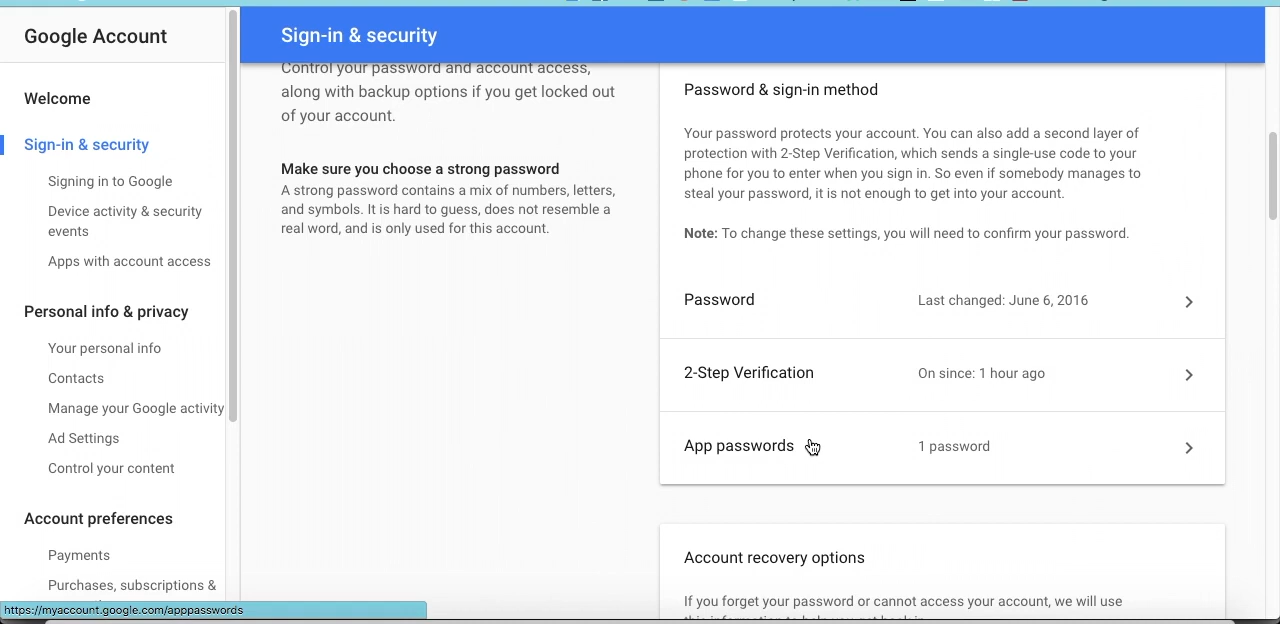 Google Account
Sign-in & security
Welcome
Sign-in & security
Signing in to Google
Device activity & security
events
Apps with account access
Personal info & privacy
Your personal info
Contacts
Manage your Google activity
Ad Settings
Control your content
Account preferences
Payments
Purchases, subscriptions &
https://myaccount.google.com/apppasswords
Control your password and account access,
along with backup options if you get locked out
of your account.
Make sure you choose a strong password
A strong password contains a mix of numbers, letters,
and symbols. It is hard to guess, does not resemble a
real word, and is only used for this account.
Password & sign-in method
Your password protects your account. You can also add a second layer of
protection with 2-Step Verification, which sends a single-use code to your
phone for you to enter when you sign in. So even if somebody manages to
steal your password, it is not enough to get into your account.
Note: To change these settings, you will need to confirm your password.
Password Last changed: June 6, 2016
2-Step Verification On since: 1 hour ago
App passwords 1 password
Account recovery options
If you forget your password or cannot access your account, we will use